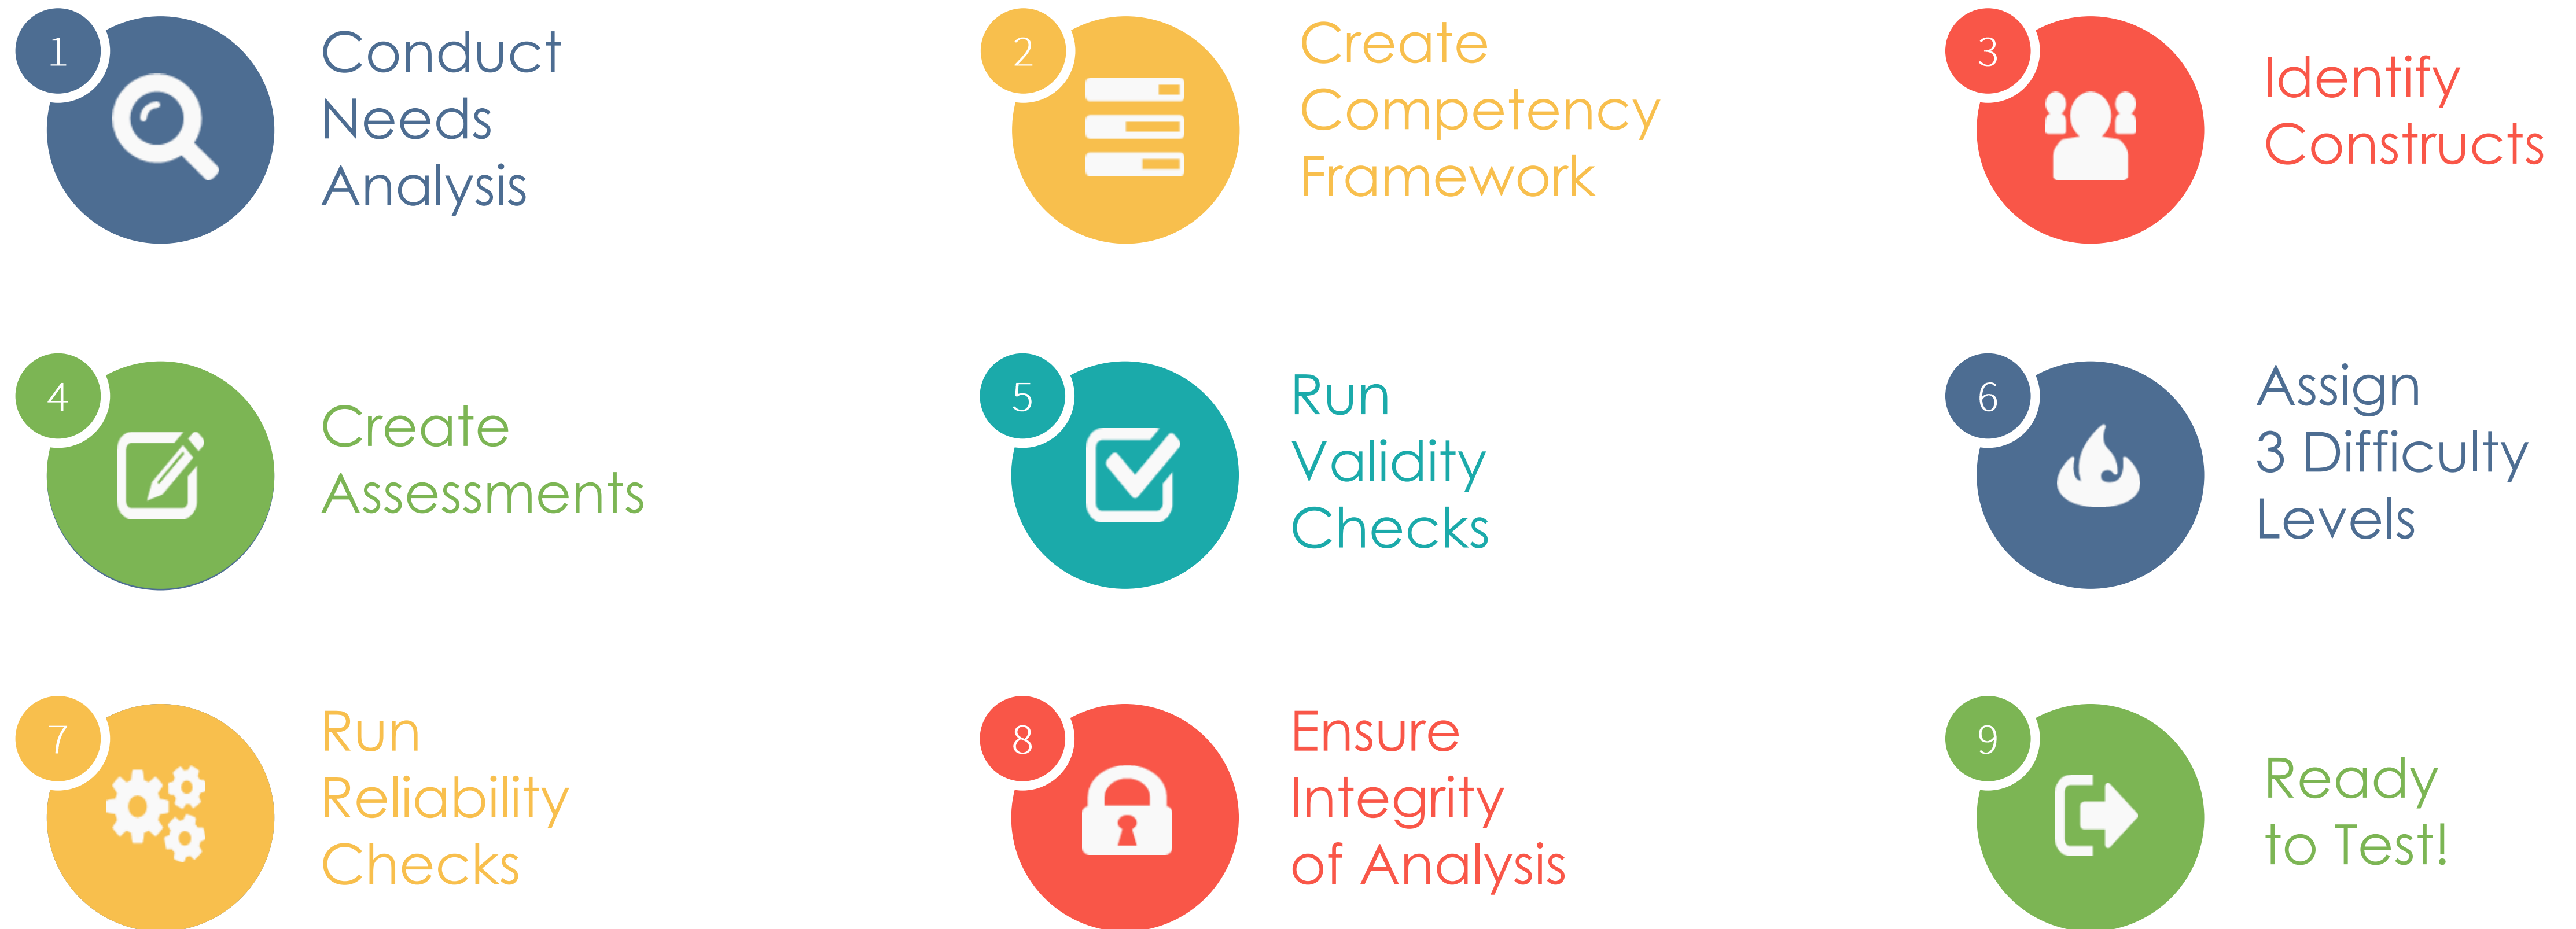 1
Conduct
Needs
Analysis
2
Create
Competency
Framework
3
Identify
Constructs
4
Create
Assessments
5
Run
Validity
Checks
6
Assign
3 Difficulty
Levels
7
Run
Reliability
Checks
8
Ensure
Integrity
of Analysis
9
Ready
to Test!